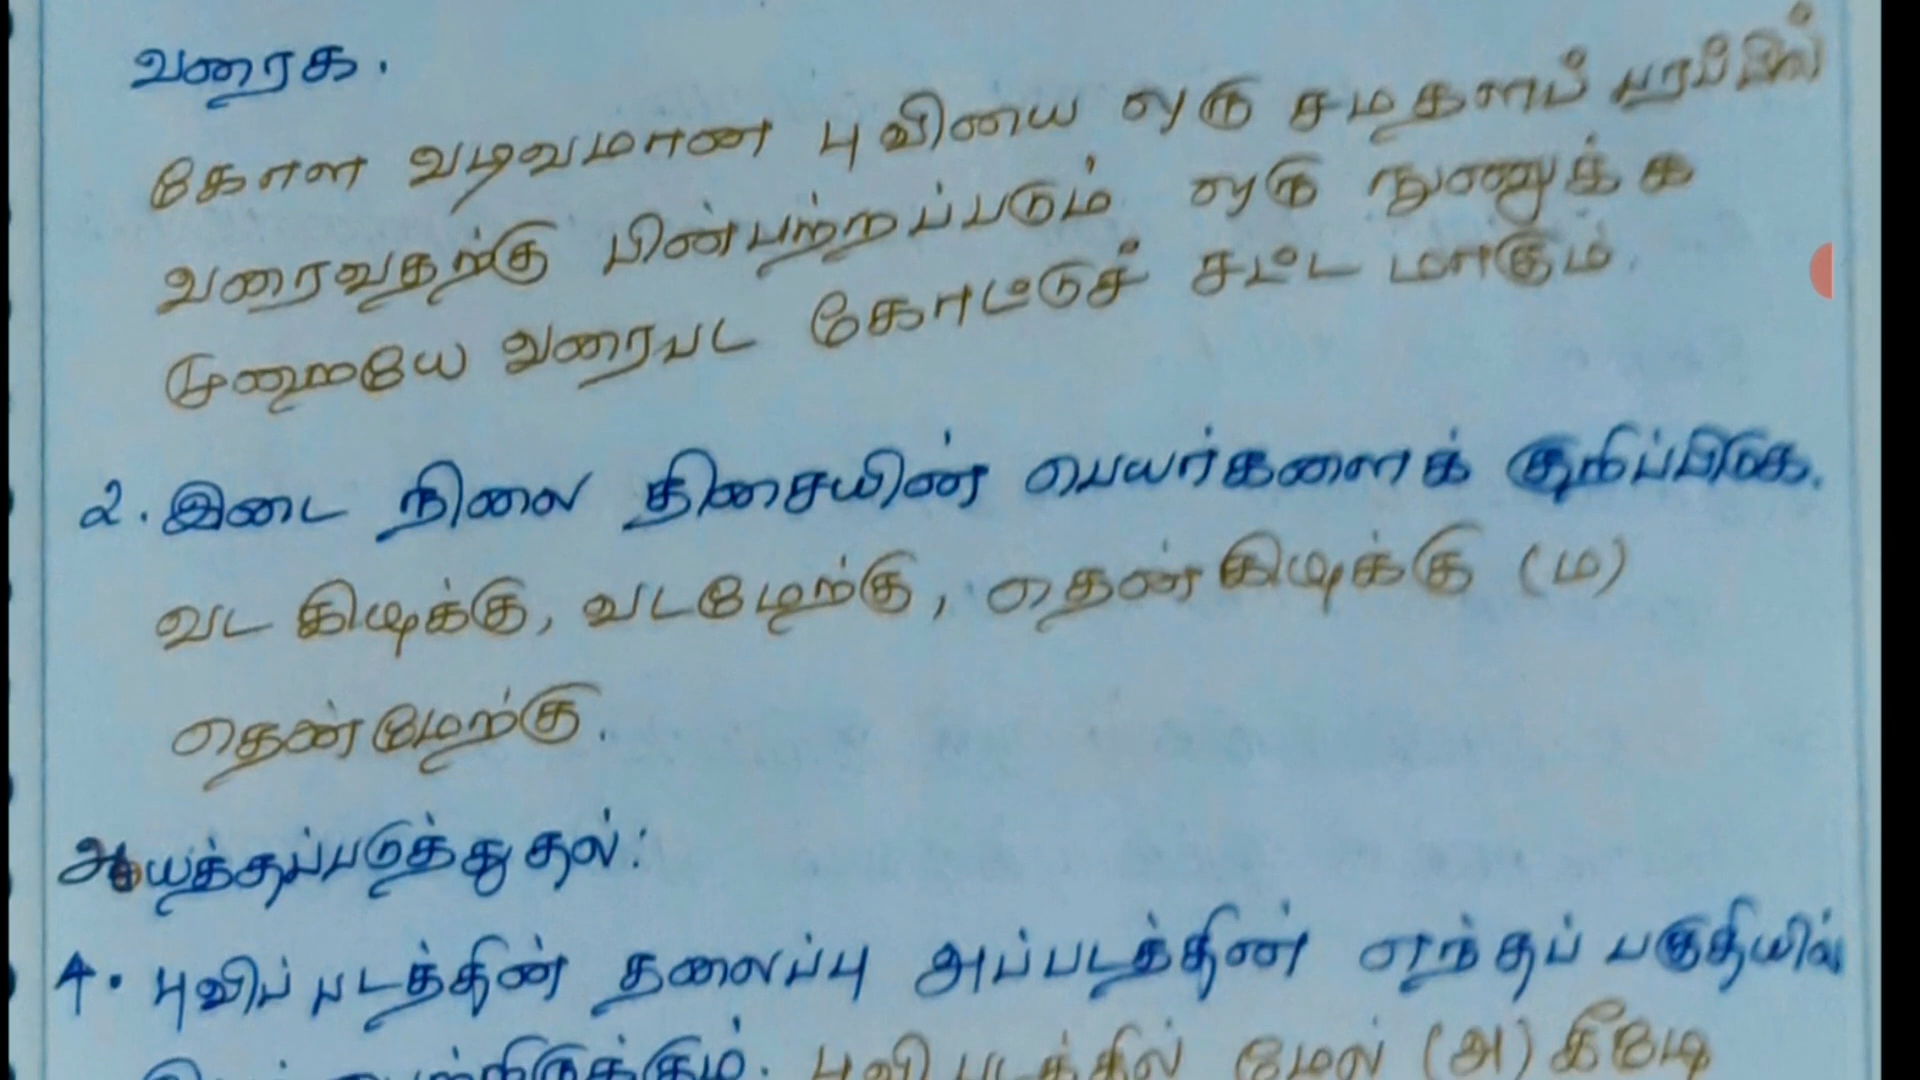 வரைக.
கோள வடிவமான புவியை ஒரு சமதளப் பரப்பில்
வரைவதற்கு பின்பற்றப்படும் ஒரு நுணுக்க
முறையே வரைபட கோட்டுச் சட்டமாகும்.
2. இடை நிலை திசையின் பெயர்களைக் குறிப்பிடுக.
வட கிழக்கு, வடமேற்கு, தென்கிழக்கு (ம)
தென்மேற்கு.
ஆயத்தப்படுத்துதல்:
4. புவிப் படத்தின் தலைப்பு அப்படத்தின் எந்தப் பகுதியில்
புவி படத்தில் மேல் (அ) கீழே